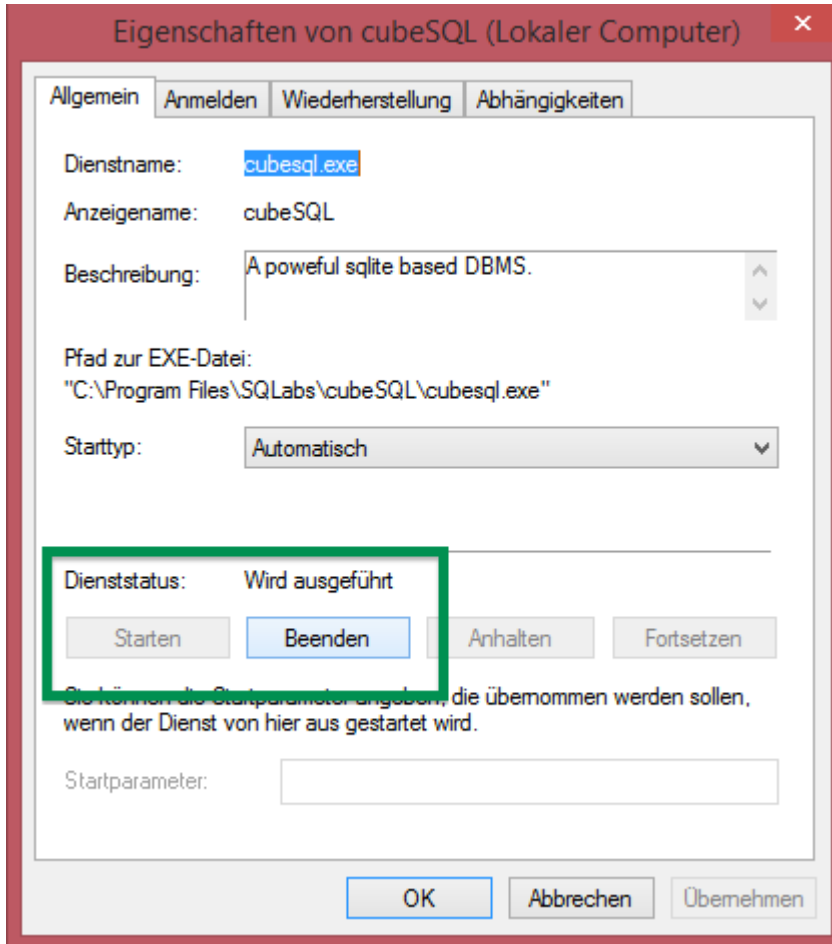 Eigenschaften von cubeSQL (Lokaler Computer)
Allgemein Anmelden Wiederherstellung Abhängigkeiten
Dienstname: cubesql.exe
Anzeigename: cubeSQL
Beschreibung: A poweful sqlite based DBMS.
Pfad zur EXE-Datei:
"C:\Program Files\SQLabs\cubeSQL\cubesql.exe"
Starttyp: Automatisch
Dienststatus: Wird ausgeführt
Starten Beenden Anhalten Fortsetzen
Sie können die Startparameter angeben, die übernommen werden sollen,
wenn der Dienst von hier aus gestartet wird.
Startparameter:
OK Abbrechen Übernehmen